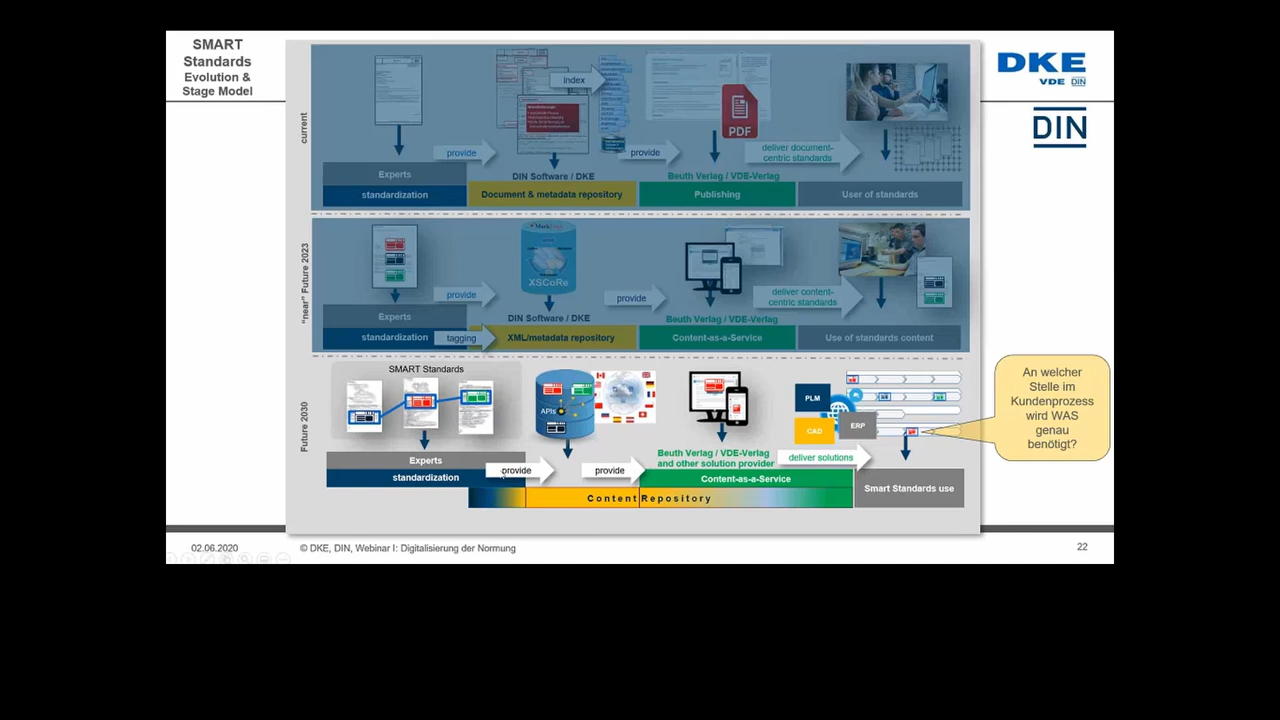 SMART
Standards
Evolution &
Stage Model
DKE
VDE DIN
DIN
current
index
PDF
provide
provide
deliver document-
centric standards
Experts
standardization
DIN Software / DKE
Document & metadata repository
Beuth Verlag / VDE-Verlag
Publishing
User of standards
"near" Future 2023
XSCoRe
provide
provide
deliver content-
centric standards
Experts
standardization
tagging
DIN Software / DKE
XML/metadata repository
Beuth Verlag / VDE-Verlag
Content-as-a-Service
Use of standards content
Future 2030
SMART Standards
APIs
PLM
CAD
ERP
An welcher
Stelle im
Kundenprozess
wird WAS
genau
benötigt?
Experts
standardization
provide
provide
Beuth Verlag / VDE-Verlag
and other solution provider
deliver solutions
Content-as-a-Service
Content Repository
Smart Standards use
02.06.2020
© DKE, DIN, Webinar I: Digitalisierung der Normung
22